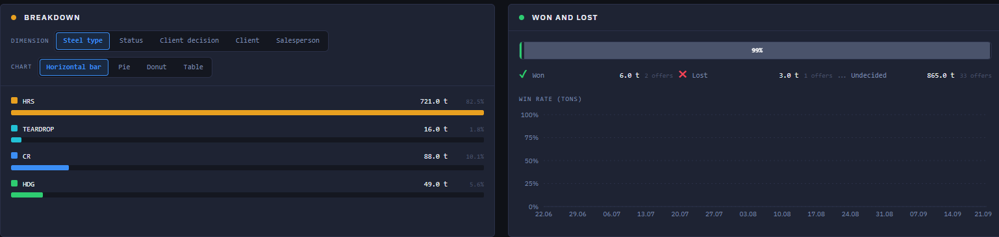 BREAKDOWN
DIMENSION Steel type Status Client decision Client Salesperson
CHART Horizontal bar Pie Donut Table
HRS 721.0 t 82.5%
TEARDROP 16.0 t 1.8%
CR 88.0 t 10.1%
HDG 49.0 t 5.6%
WON AND LOST
99%
Won 6.0 t 2 offers Lost 3.0 t 1 offers ... Undecided 865.0 t 33 offers
WIN RATE (TONS)
100%
75%
50%
25%
0%
22.06 29.06 06.07 13.07 20.07 27.07 03.08 10.08 17.08 24.08 31.08 07.09 14.09 21.09